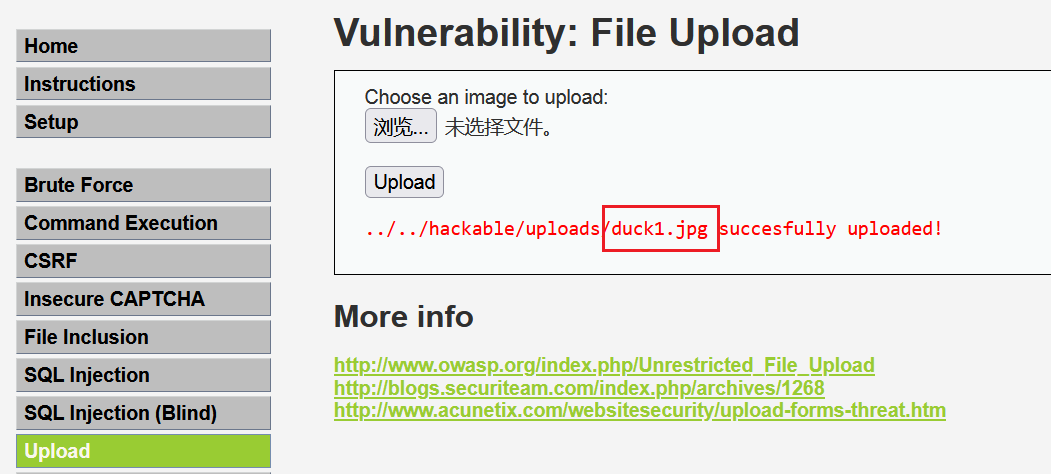 Home
Instructions
Setup
Brute Force
Command Execution
CSRF
Insecure CAPTCHA
File Inclusion
SQL Injection
SQL Injection (Blind)
Upload
Vulnerability: File Upload
Choose an image to upload:
浏览... 未选择文件。
Upload
../../hackable/uploads/duck1.jpg succesfully uploaded!
More info
http://www.owasp.org/index.php/Unrestricted_File_Upload
http://blogs.securiteam.com/index.php/archives/1268
http://www.acunetix.com/websitesecurity/upload-forms-threat.htm